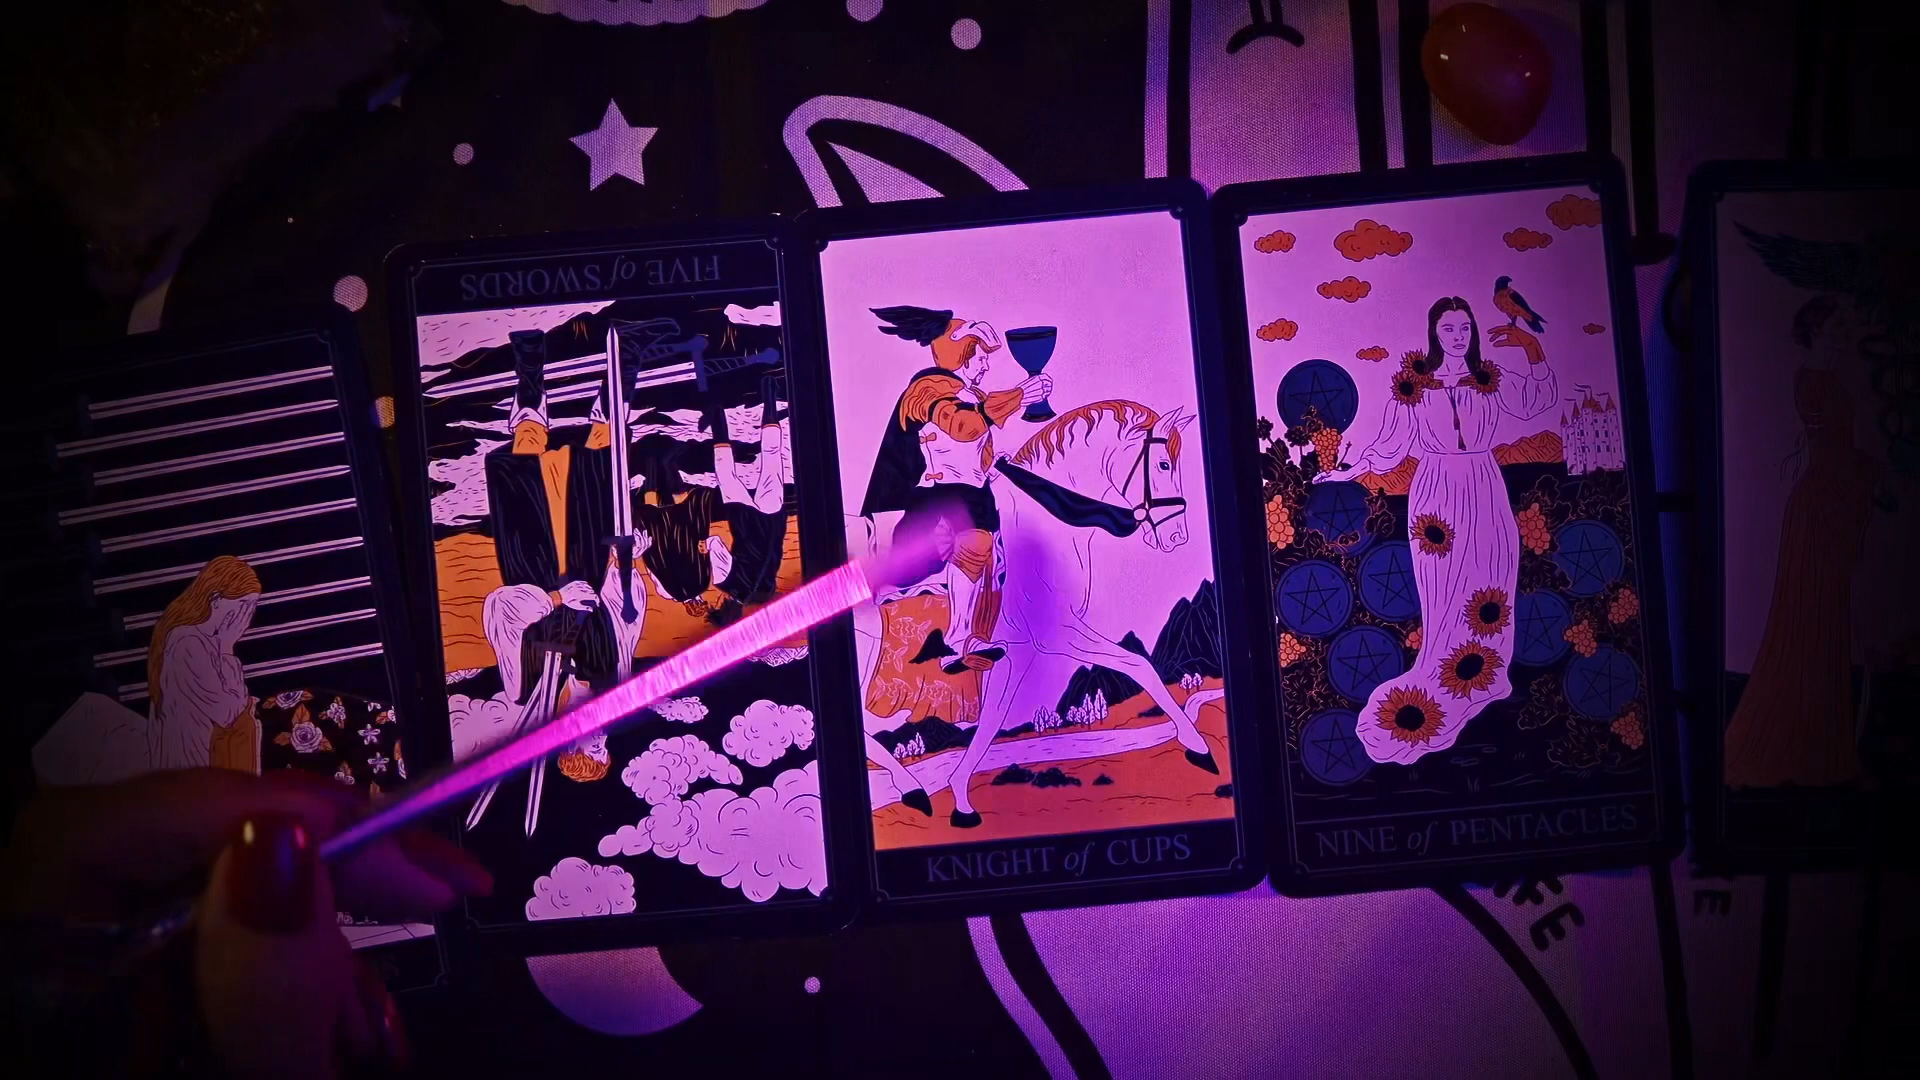 FIVE of SWORDS
KNIGHT of CUPS
NINE of PENTACLES